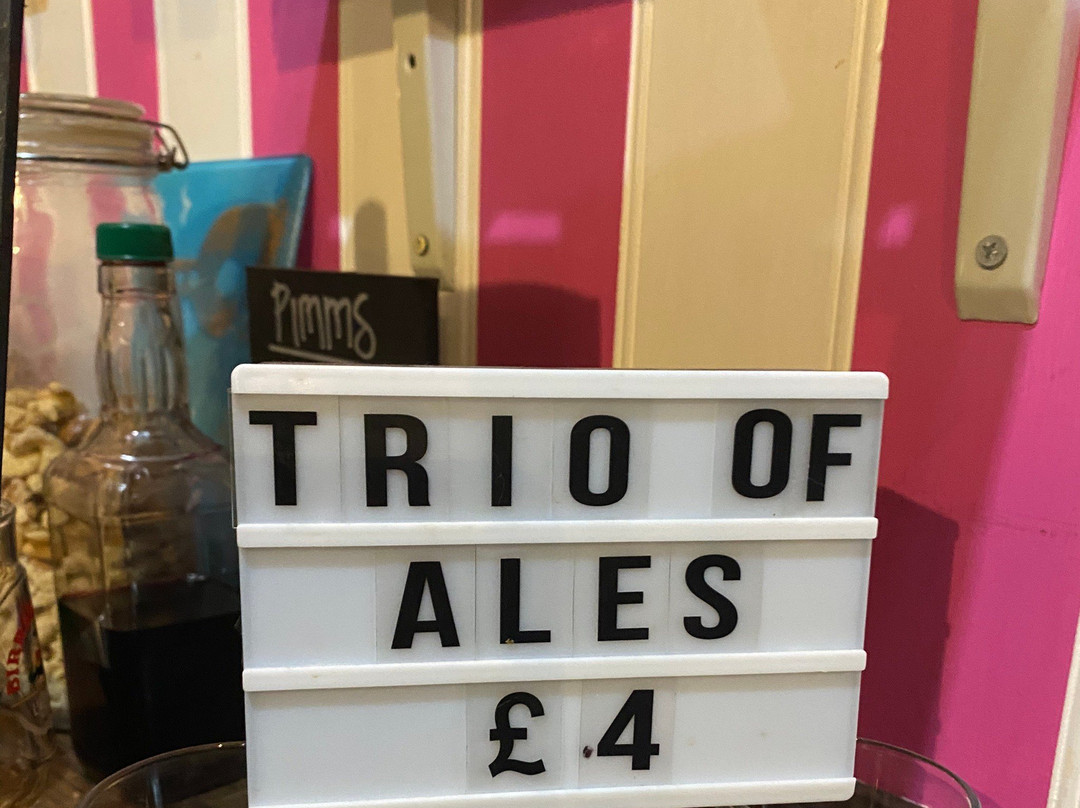 Pimms
TRIO OF
ALES
£4